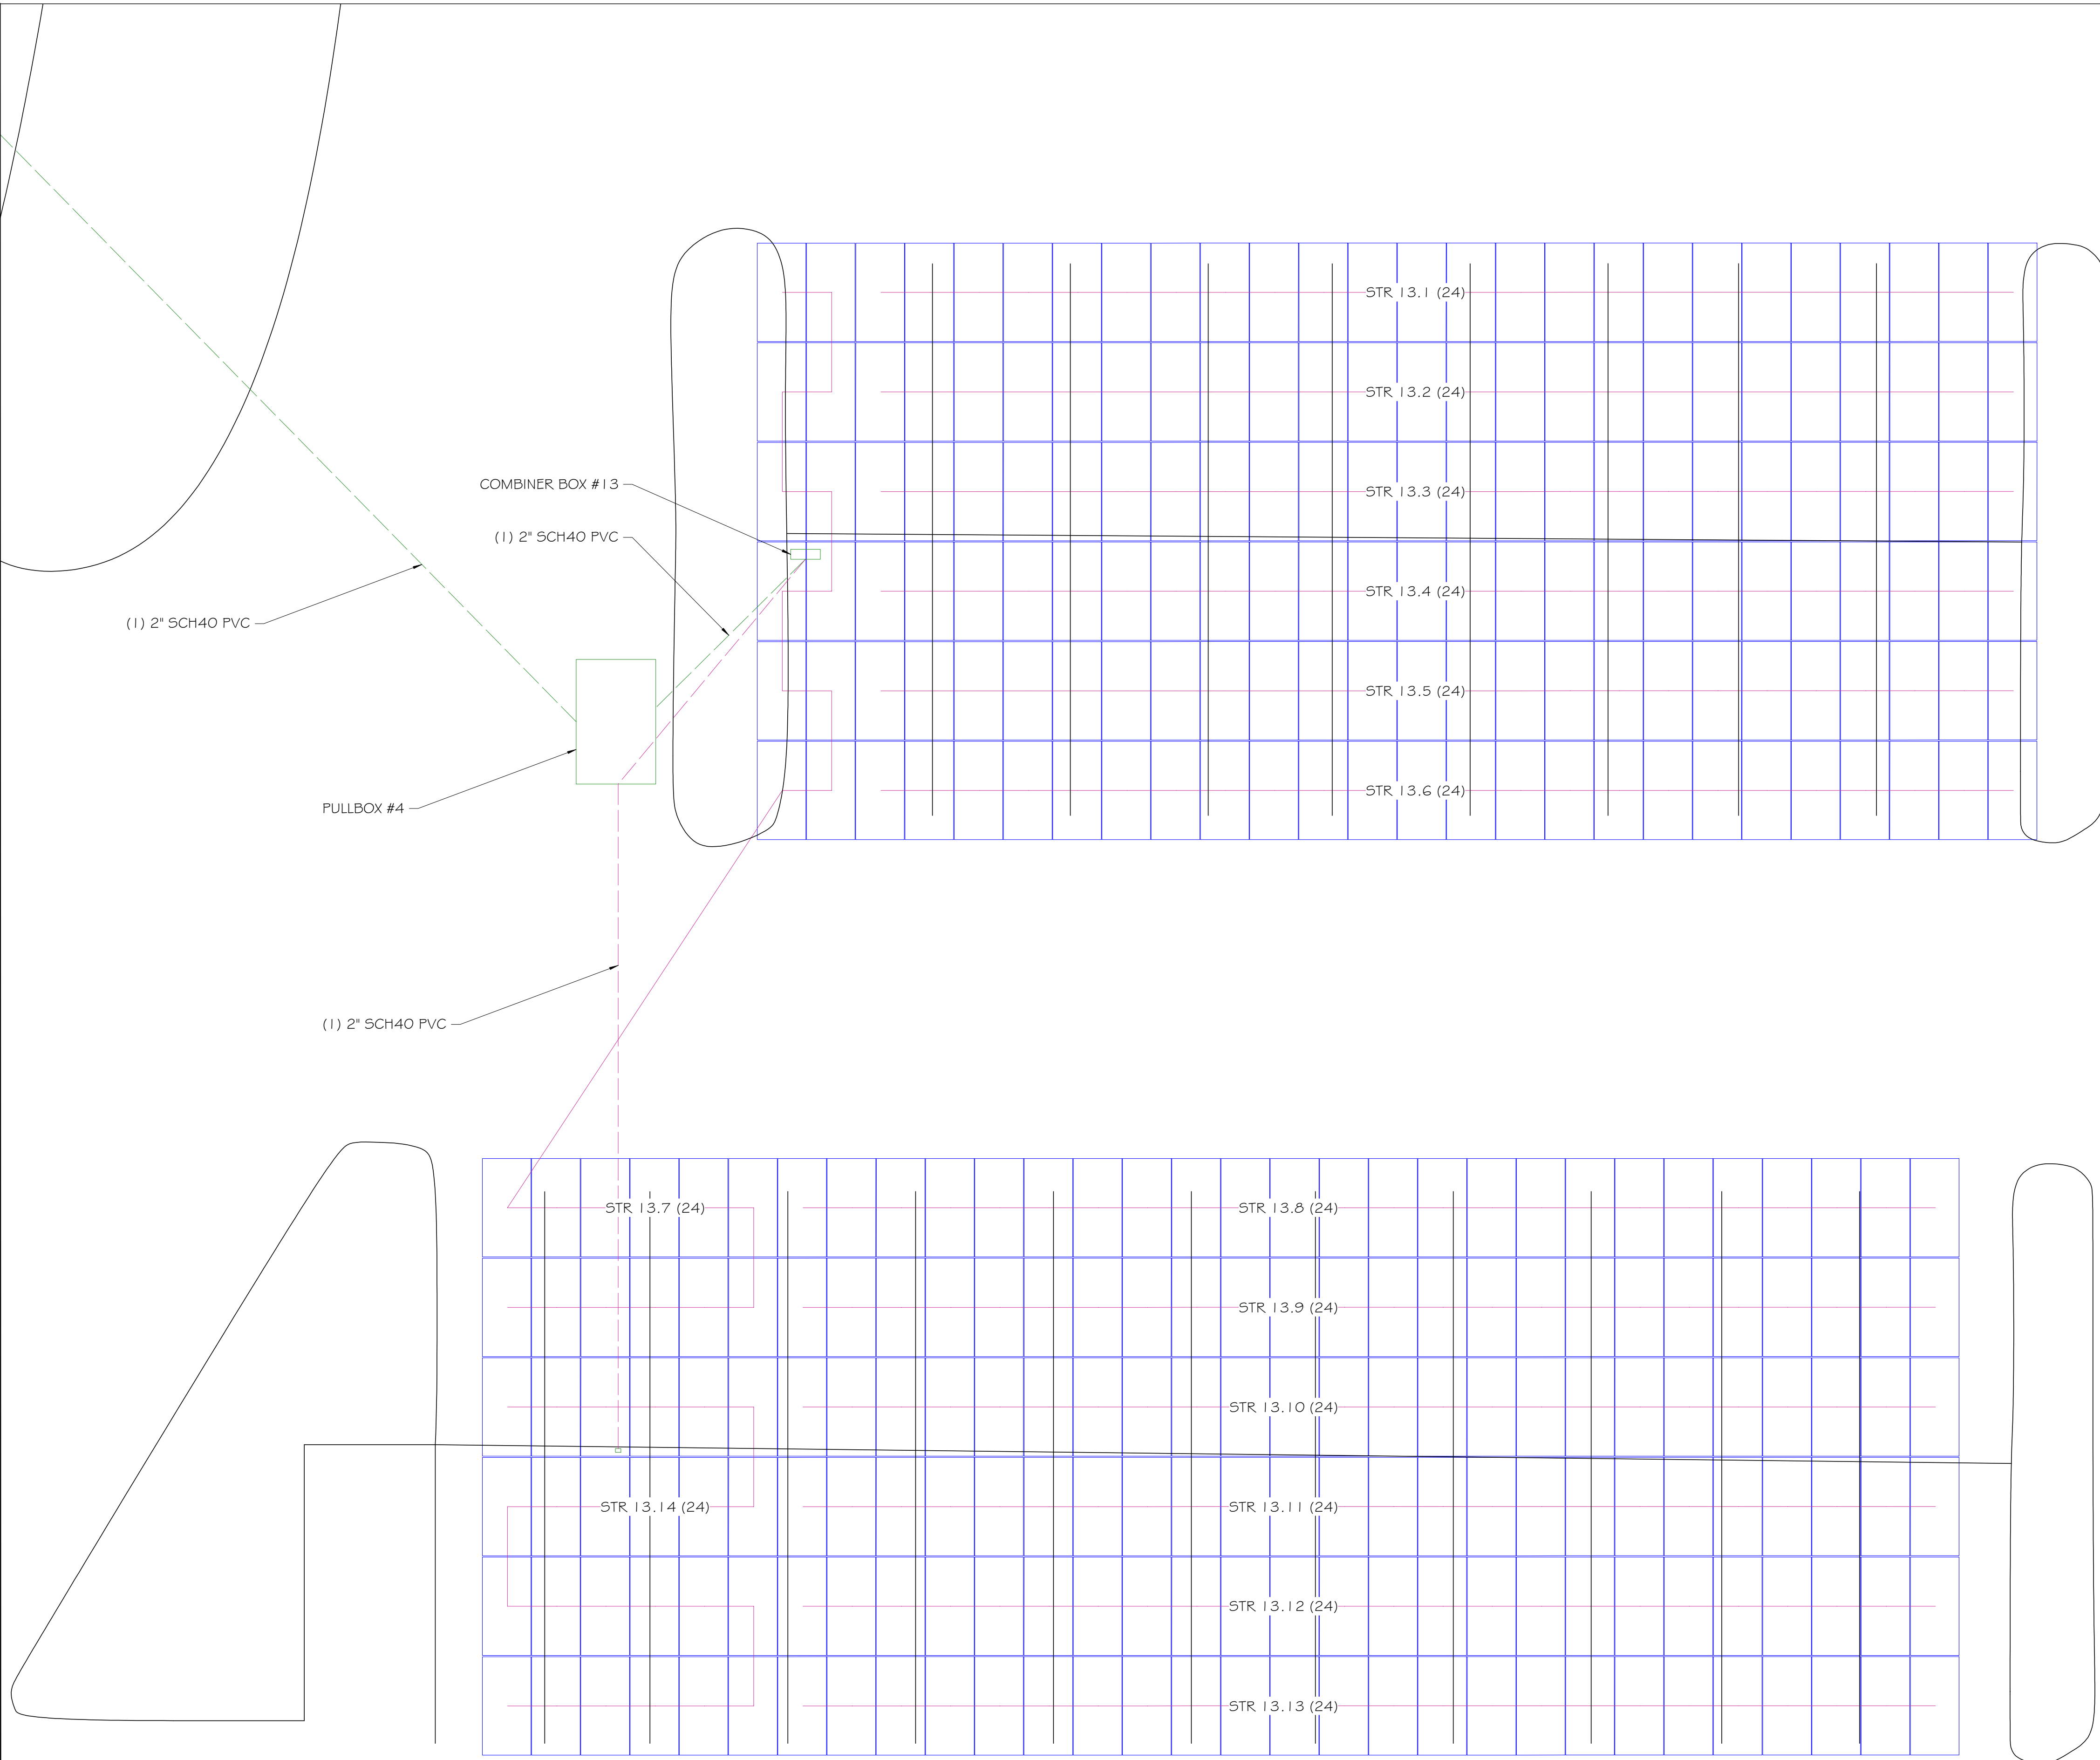 STR 13.1 (24)
STR 13.2 (24)
COMBINER BOX #13
STR 13.3 (24)
(1) 2" SCH40 PVC
STR 13.4 (24)
(1) 2" SCH40 PVC
STR 13.5 (24)
STR 13.6 (24)
PULLBOX #4
(1) 2" SCH40 PVC
STR 13.7 (24)
STR 13.8 (24)
STR 13.9 (24)
STR 13.10 (24)
STR 13.14 (24)
STR 13.11 (24)
STR 13.12 (24)
STR 13.13 (24)